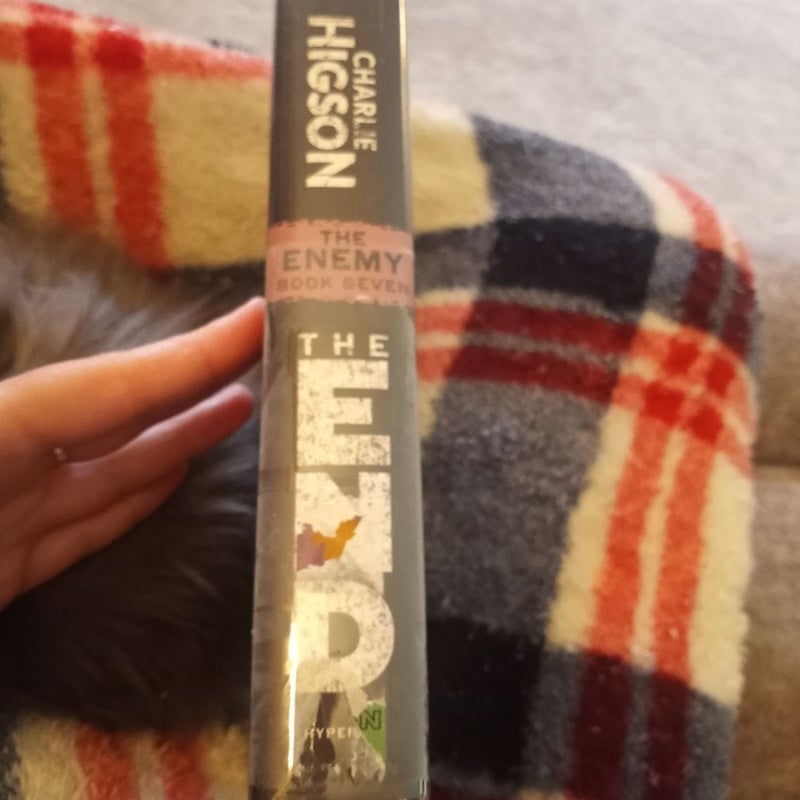 CHARLIE
HIGSON
THE
ENEMY
BOOK SEVEN
THE
END